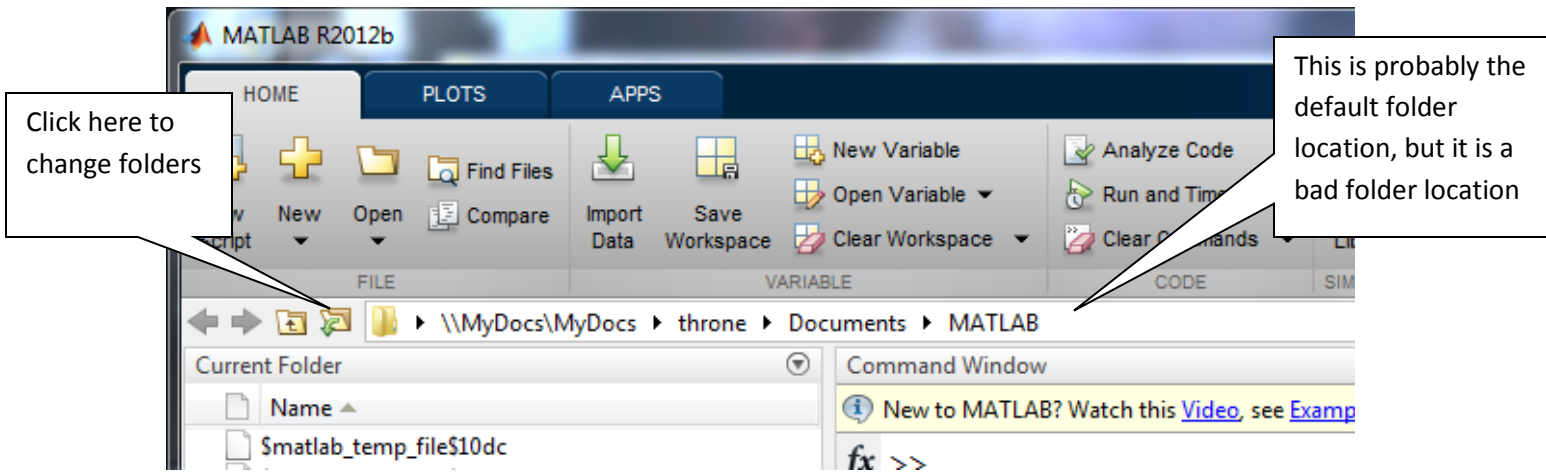 MATLAB R2012b
HOME PLOTS APPS
Click here to
change folders
This is probably the
default folder
location, but it is a
bad folder location
New
Open
Find Files
Compare
Import
Data
Save
Workspace
New Variable
Open Variable
Clear Workspace
Analyze Code
Run and
Clear
FILE VARIABLE CODE
\\MyDocs\MyDocs throne Documents MATLAB
Current Folder
Name
$matlab_temp_file$10dc
Command Window
New to MATLAB? Watch this Video, see
fx >>